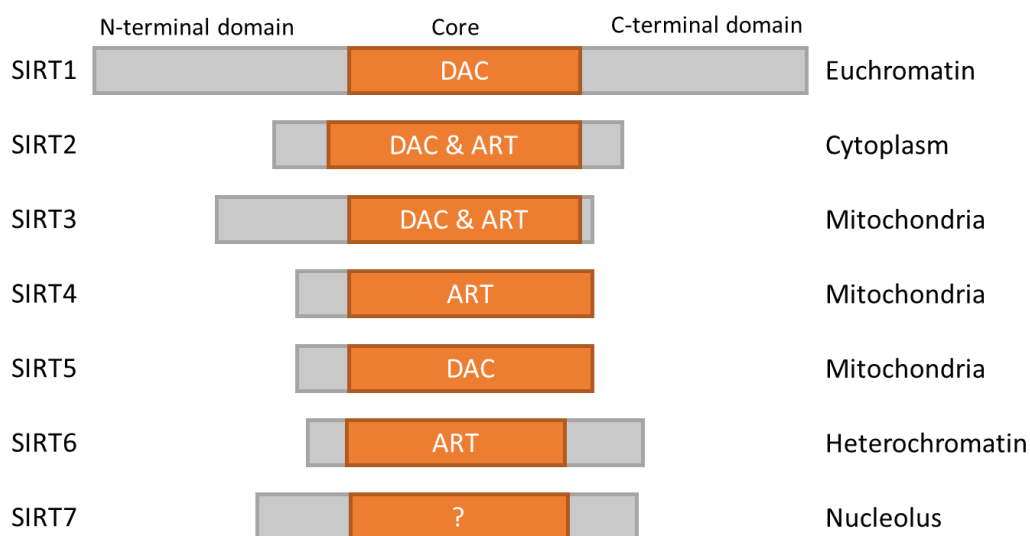 N-terminal domain Core C-terminal domain
SIRT1 DAC Euchromatin
SIRT2 DAC & ART Cytoplasm
SIRT3 DAC & ART Mitochondria
SIRT4 ART Mitochondria
SIRT5 DAC Mitochondria
SIRT6 ART Heterochromatin
SIRT7 ? Nucleolus